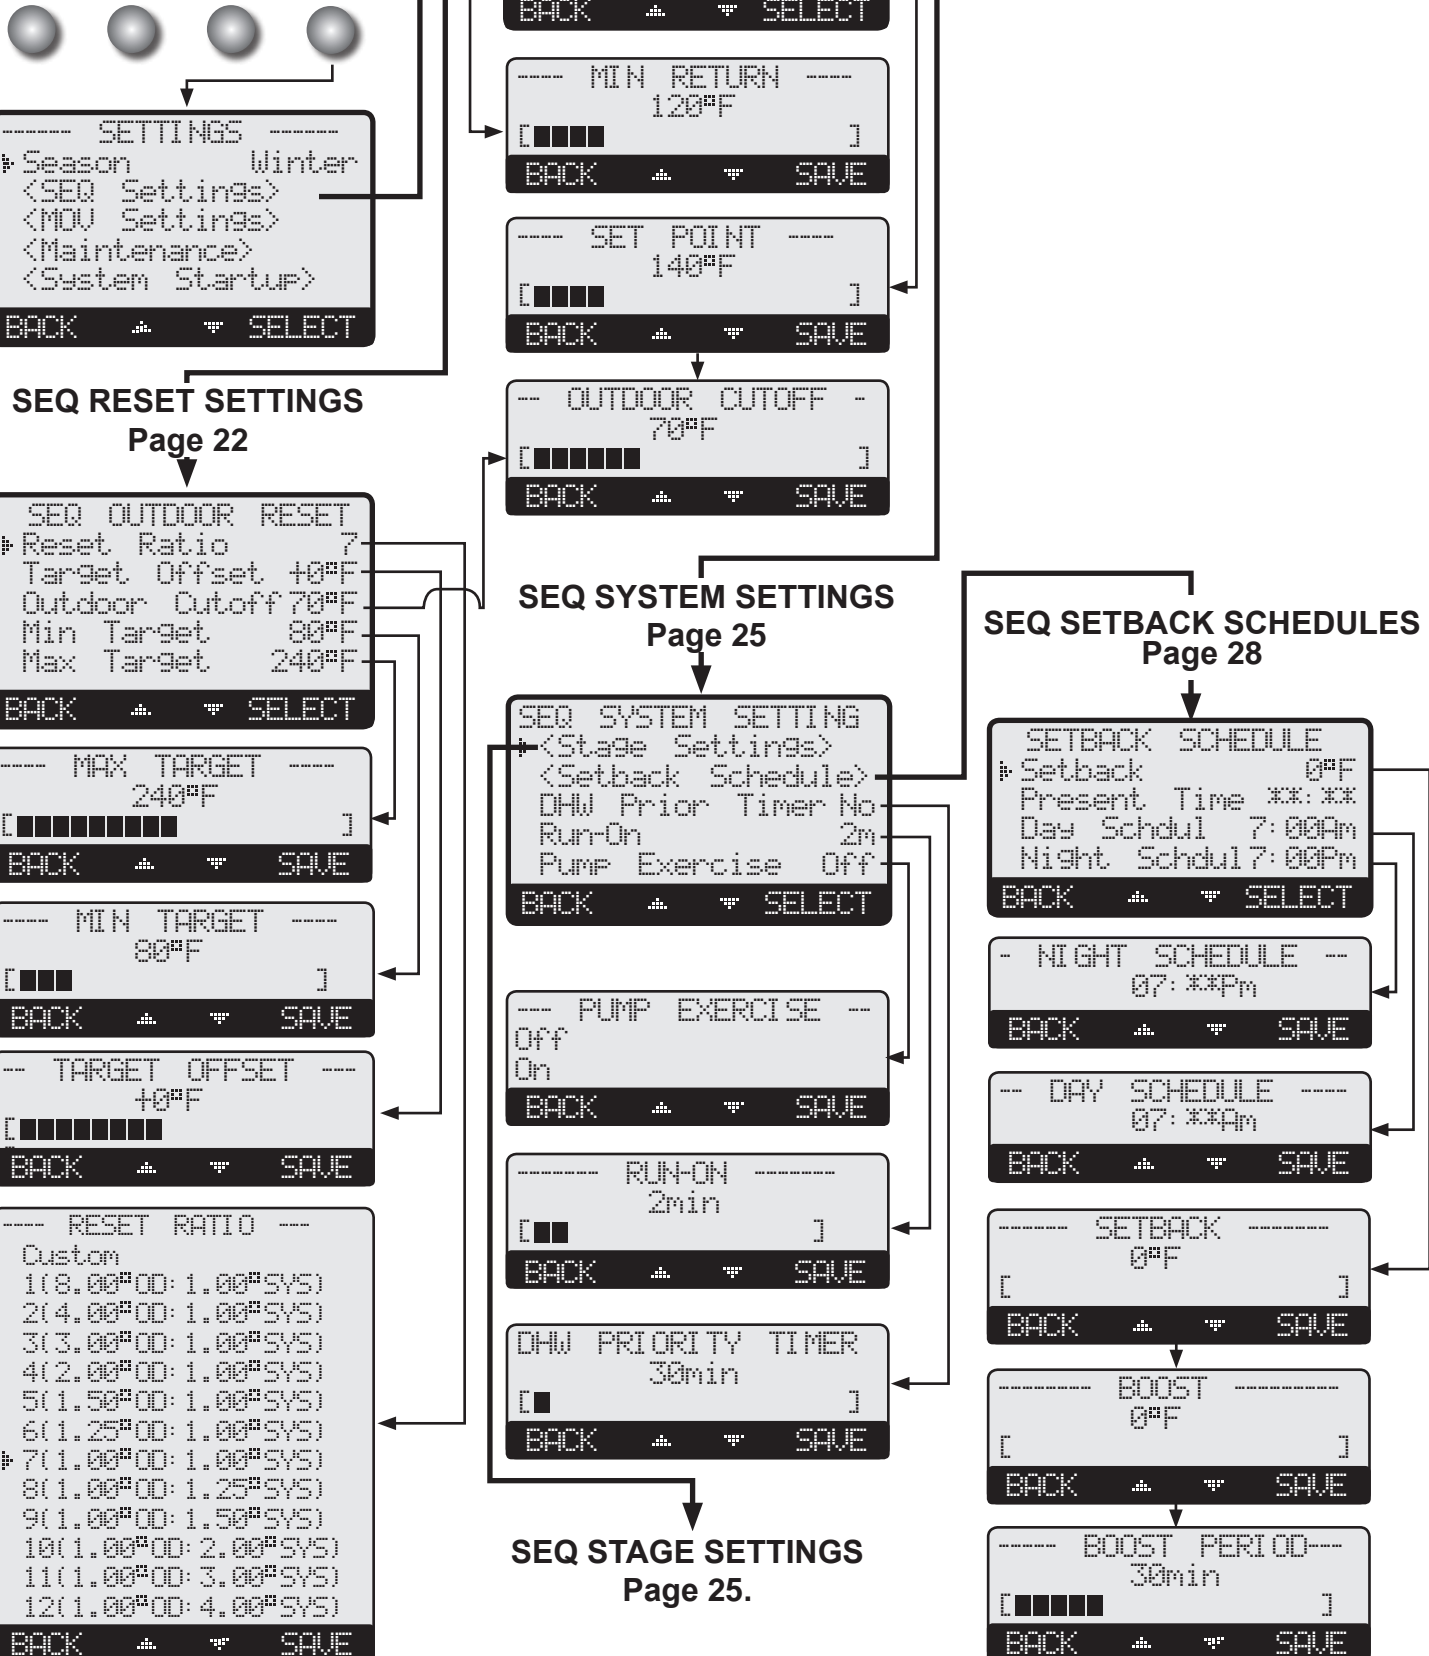 ------ SETTINGS ------
Season Winter
<SEQ Settings>
<MOV Settings>
<Maintenance>
<System Startup>
BACK SELECT
SEQ RESET SETTINGS
Page 22
SEQ OUTDOOR RESET
Reset Ratio 7
Target Offset +0°F
Outdoor Cutoff 70°F
Min Target 80°F
Max Target 240°F
BACK SELECT
---- MAX TARGET ----
240°F
[ ]
BACK SAVE
---- MIN TARGET ----
80°F
[ ]
BACK SAVE
-- TARGET OFFSET ---
+0°F
[
BACK SAVE
---- RESET RATIO ---
Custom
1(8.00°OD:1.00°SYS)
2(4.00°OD:1.00°SYS)
3(3.00°OD:1.00°SYS)
4(2.00°OD:1.00°SYS)
5(1.50°OD:1.00°SYS)
6(1.25°OD:1.00°SYS)
7(1.00°OD:1.00°SYS)
8(1.00°OD:1.25°SYS)
9(1.00°OD:1.50°SYS)
10(1.00°OD:2.00°SYS)
11(1.00°OD:3.00°SYS)
12(1.00°OD:4.00°SYS)
BACK SAVE
BACK SELECT
---- MIN RETURN ----
120°F
[ ]
BACK SAVE
---- SET POINT ----
140°F
[ ]
BACK SAVE
-- OUTDOOR CUTOFF -
70°F
[ ]
BACK SAVE
SEQ SYSTEM SETTINGS
Page 25
SEQ SYSTEM SETTING
<Stage Settings>
<Setback Schedule>
DHW Prior Timer No
Run-On 2m
Pump Exercise Off
BACK SELECT
--- PUMP EXERCISE --
Off
On
BACK SAVE
------- RUN-ON -------
2min
[ ]
BACK SAVE
DHW PRIORITY TIMER
30min
[ ]
BACK SAVE
SEQ STAGE SETTINGS
Page 25.
SEQ SETBACK SCHEDULES
Page 28
SETBACK SCHEDULE
Setback 0°F
Present Time **:**
Day Schdul 7:00Am
Night Schdul 7:00Pm
BACK SELECT
- NIGHT SCHEDULE --
07:**Pm
BACK SAVE
-- DAY SCHEDULE ----
07:**Am
BACK SAVE
------ SETBACK -------
0°F
[ ]
BACK SAVE
-------- BOOST ---------
0°F
[ ]
BACK SAVE
----- BOOST PERIOD---
30min
[ ]
BACK SAVE